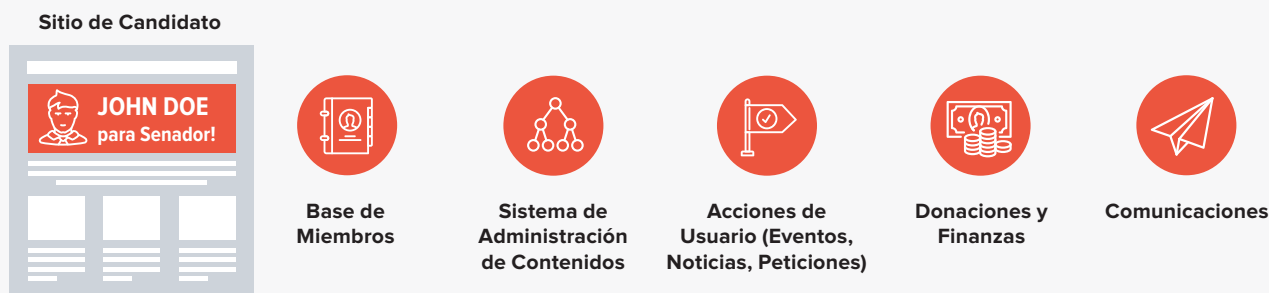 Sitio de Candidato
JOHN DOE
para Senador!
Base de
Miembros
Sistema de
Administración
de Contenidos
Acciones de
Usuario (Eventos,
Noticias, Peticiones)
Donaciones y
Finanzas
Comunicaciones